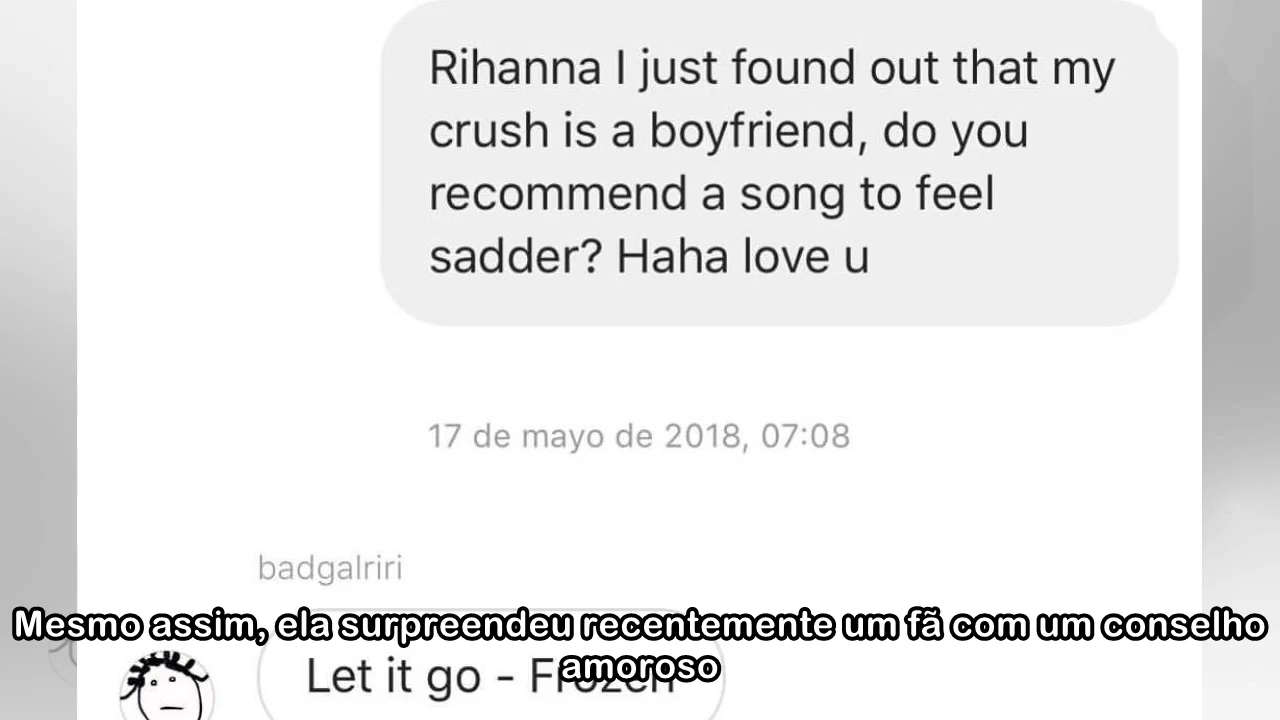 Rihanna I just found out that my
crush is a boyfriend, do you
recommend a song to feel
sadder? Haha love u
17 de mayo de 2018, 07:08
badgalriri
Mesmo assim, ela surpreendeu recentemente um fã com um conselho
amoroso
Let it go - Frozen